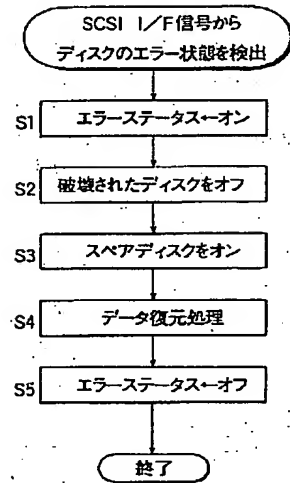 SCSI I/F信号から
ディスクのエラー状態を検出
S1 エラーステータス←オン
S2 破壊されたディスクをオフ
S3 スペアディスクをオン
S4 データ復元処理
S5 エラーステータス←オフ
終了